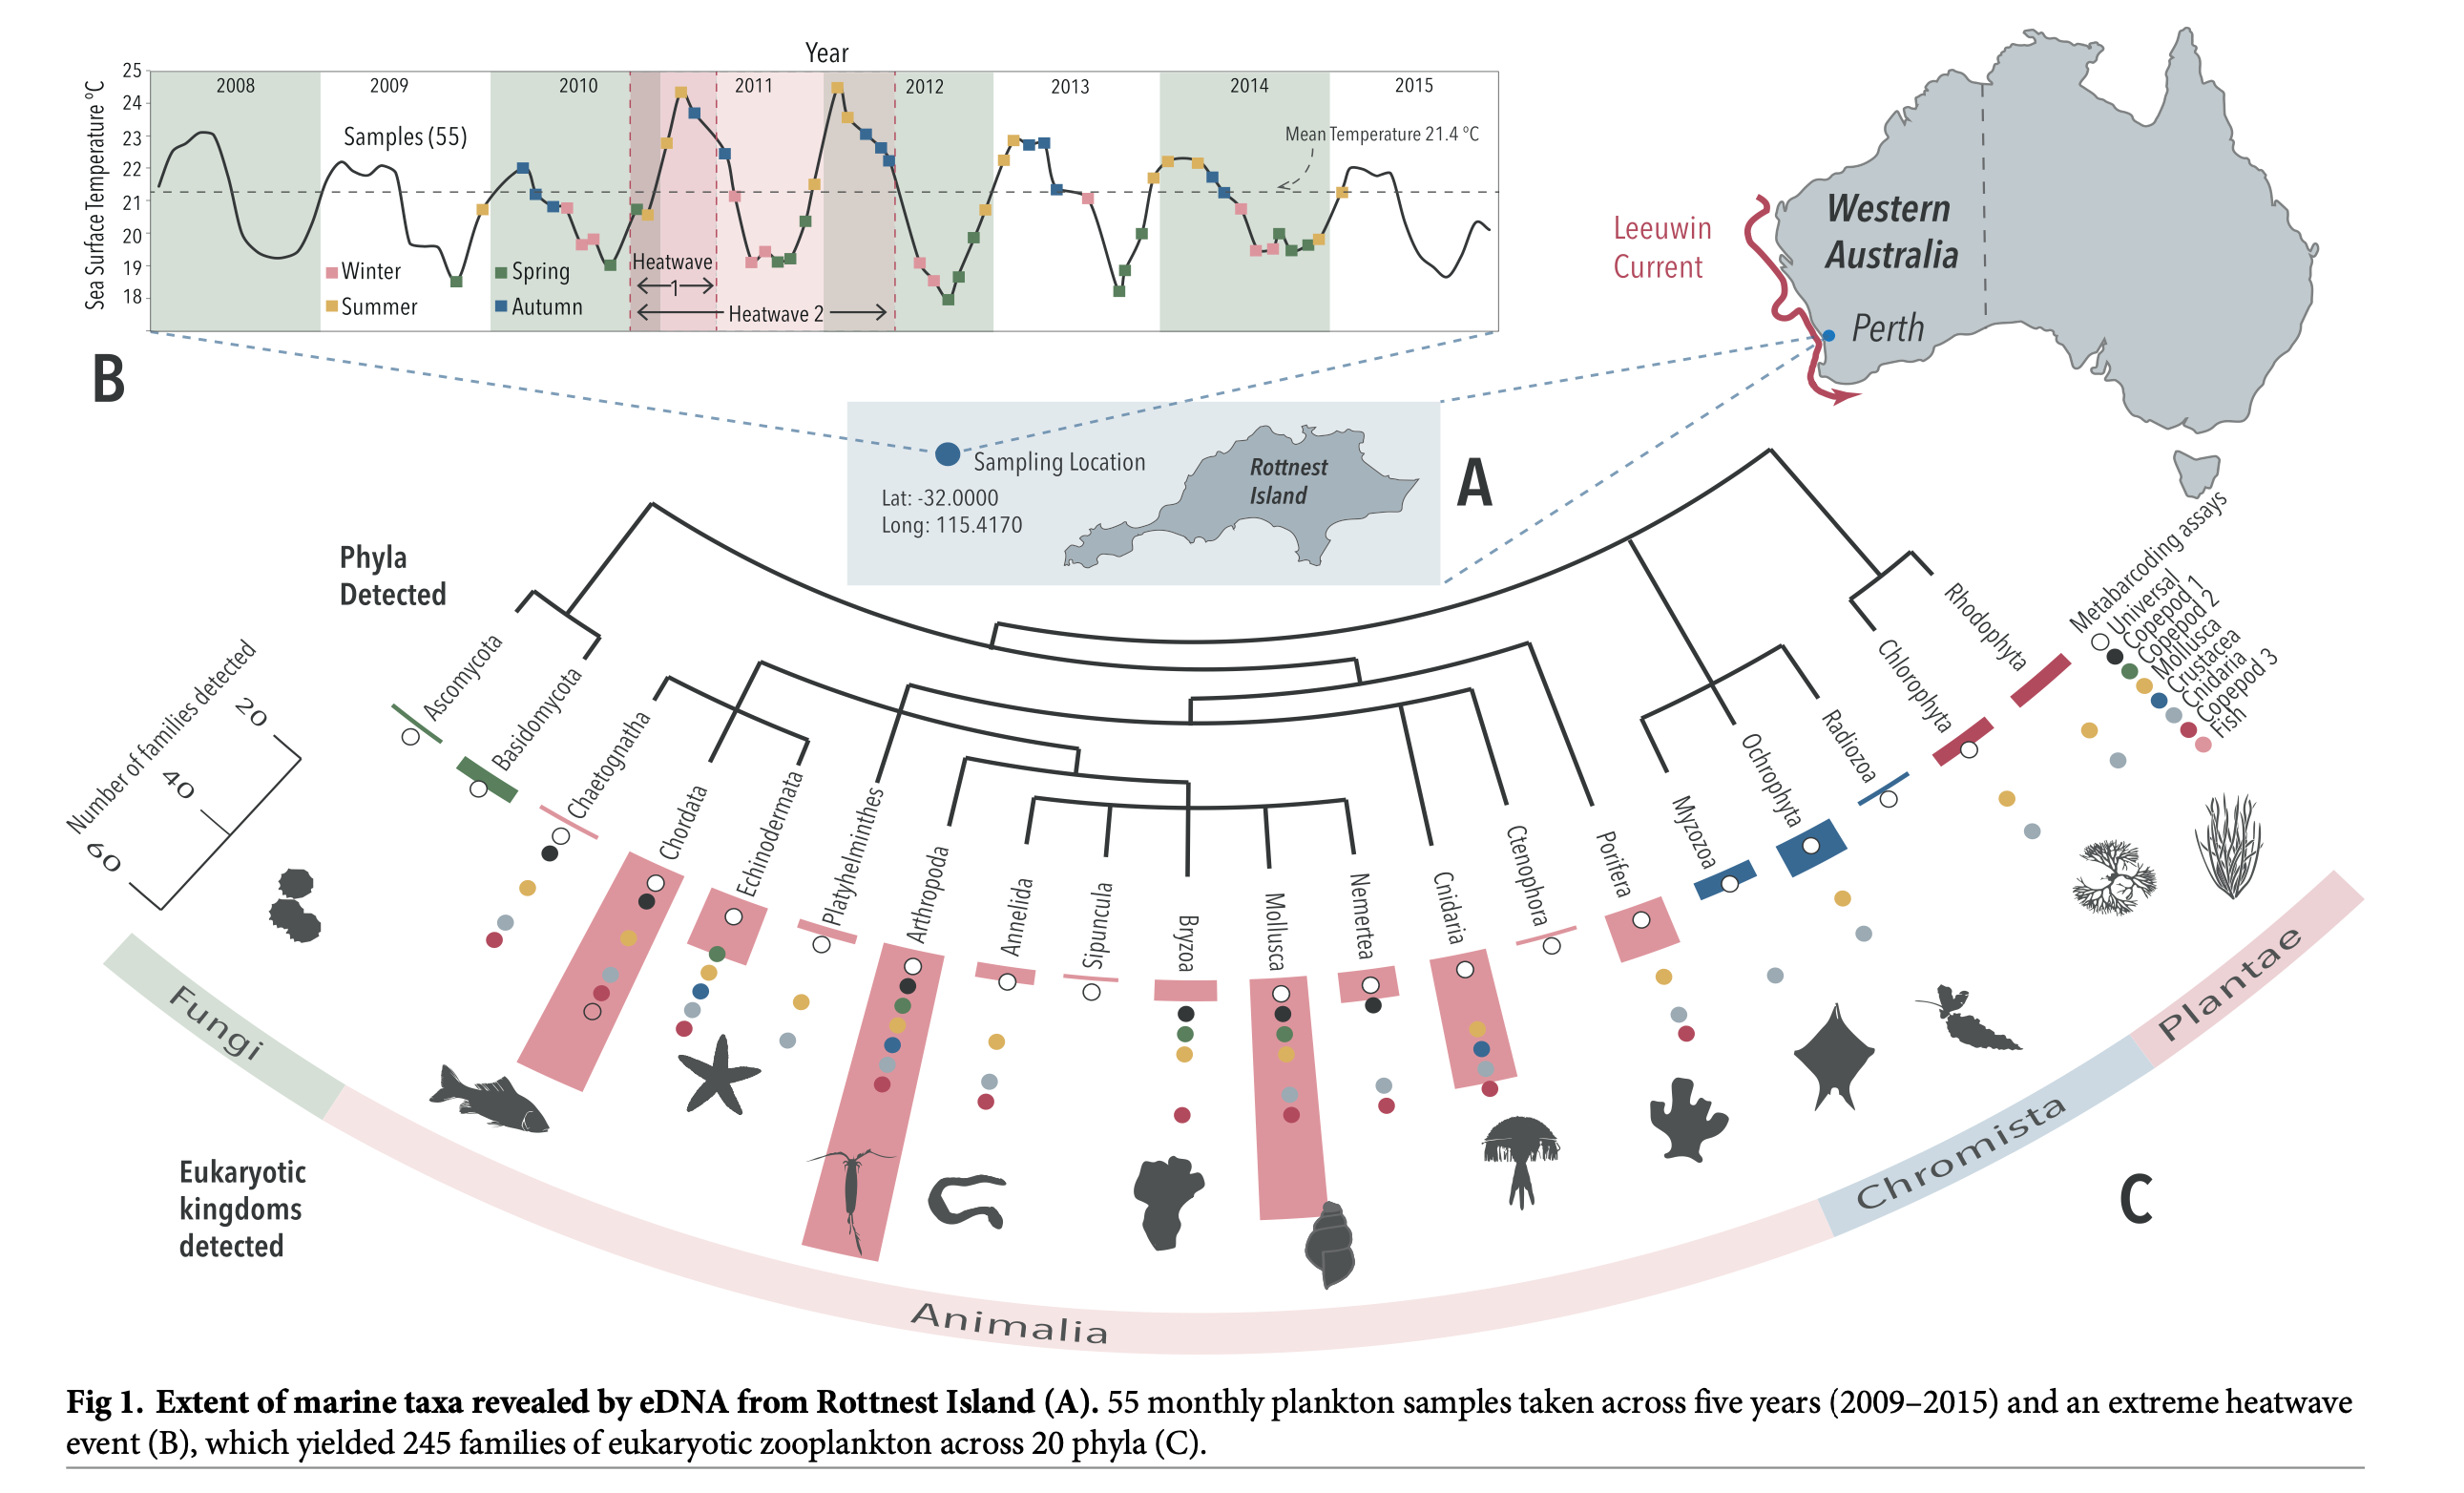 Year
Sea Surface Temperature ºC
25
24
23
22
21
20
19
18
2008
2009
2010
2011
2012
2013
2014
2015
Samples (55)
Mean Temperature 21.4 ºC
Winter
Summer
Spring
Autumn
Heatwave
1
Heatwave 2
B
Leeuwin
Current
Western
Australia
Perth
Sampling Location
Lat: -32.0000
Long: 115.4170
Rottnest
Island
A
Phyla
Detected
Number of families detected
20
40
60
Ascomycota
Basidomycota
Chaetognatha
Chordata
Echinodermata
Platyhelminthes
Arthropoda
Annelida
Sipuncula
Bryzoa
Mollusca
Nemertea
Cnidaria
Ctenophora
Porifera
Myzozoa
Ochrophyta
Radiozoa
Chlorophyta
Rhodophyta
Metabarcoding assays
Universal
Copepod 1
Copepod 2
Mollusca
Crustacea
Cnidaria
Copepod 3
Fish
Eukaryotic
kingdoms
detected
Fungi
Animalia
Chromista
Plantae
C
Fig 1. Extent of marine taxa revealed by eDNA from Rottnest Island (A). 55 monthly plankton samples taken across five years (2009–2015) and an extreme heatwave
event (B), which yielded 245 families of eukaryotic zooplankton across 20 phyla (C).